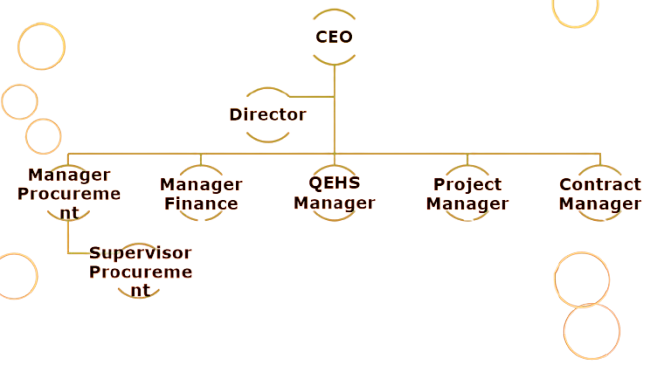 CEO
Director
Manager
Procureme
nt
Manager
Finance
QEHS
Manager
Project
Manager
Contract
Manager
Supervisor
Procureme
nt